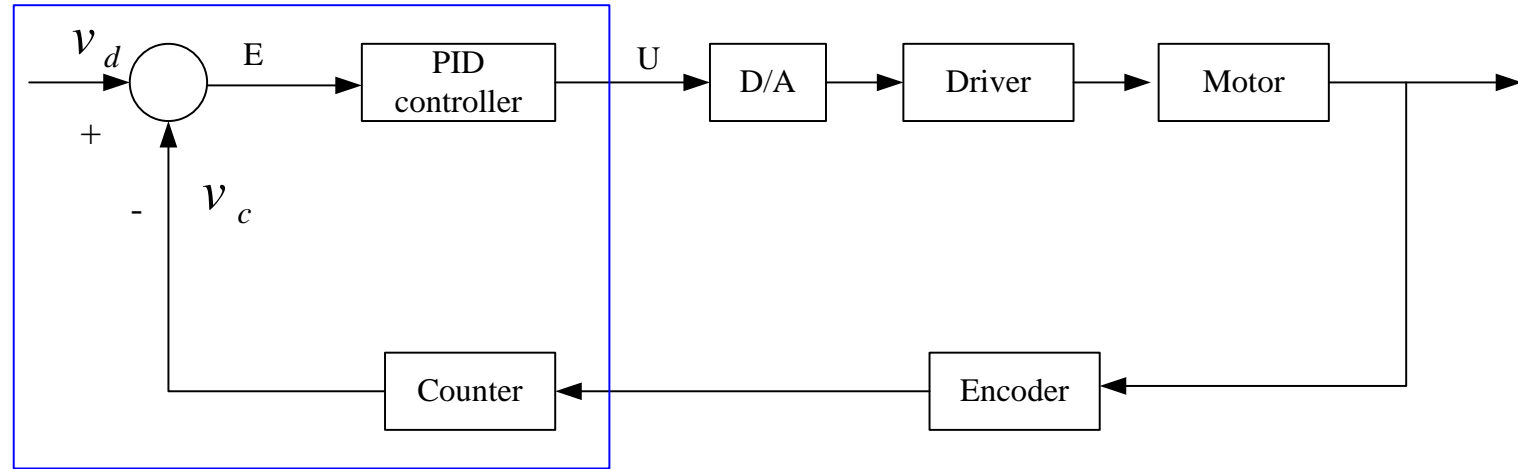 v d
E
PID
controller
U
D/A
Driver
Motor
+
-
v c
Counter
Encoder